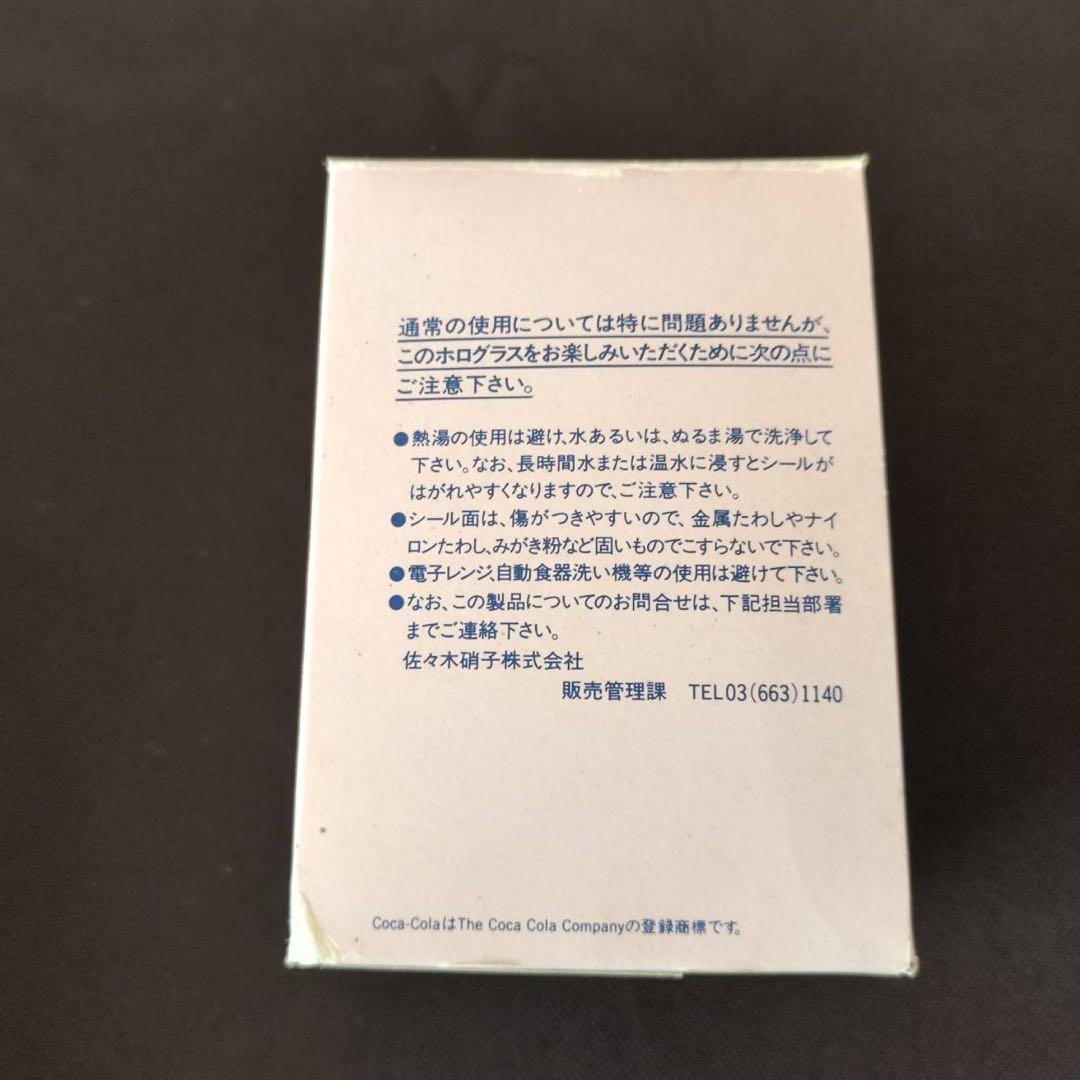 通常の使用については特に問題ありませんが、
このホログラスをお楽しみいただくために次の点に
ご注意下さい。
●熱湯の使用は避け、水あるいは、ぬるま湯で洗浄して
下さい。なお、長時間水または温水に浸すとシールが
はがれやすくなりますので、ご注意下さい。
●シール面は、傷がつきやすいので、金属たわしやナイ
ロンたわし、みがき粉など固いものでこすらないで下さい。
●電子レンジ、自動食器洗い機等の使用は避けて下さい。
●なお、この製品についてのお問合せは、下記担当部署
までご連絡下さい。
佐々木硝子株式会社
販売管理課 TEL03(663)1140
Coca-ColaはThe Coca Cola Companyの登録商標です。